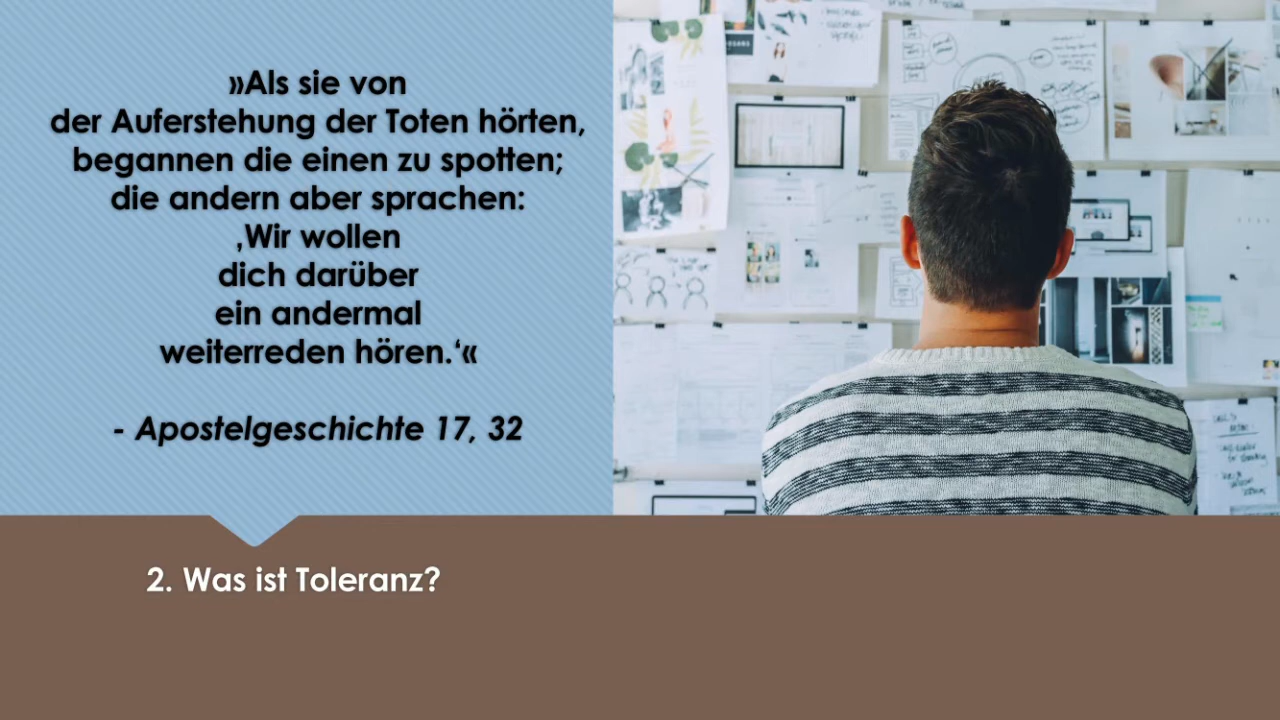 »Als sie von
der Auferstehung der Toten hörten,
begannen die einen zu spotten;
die andern aber sprachen:
‚Wir wollen
dich darüber
ein andermal
weiterreden hören.‘«
- Apostelgeschichte 17, 32
2. Was ist Toleranz?